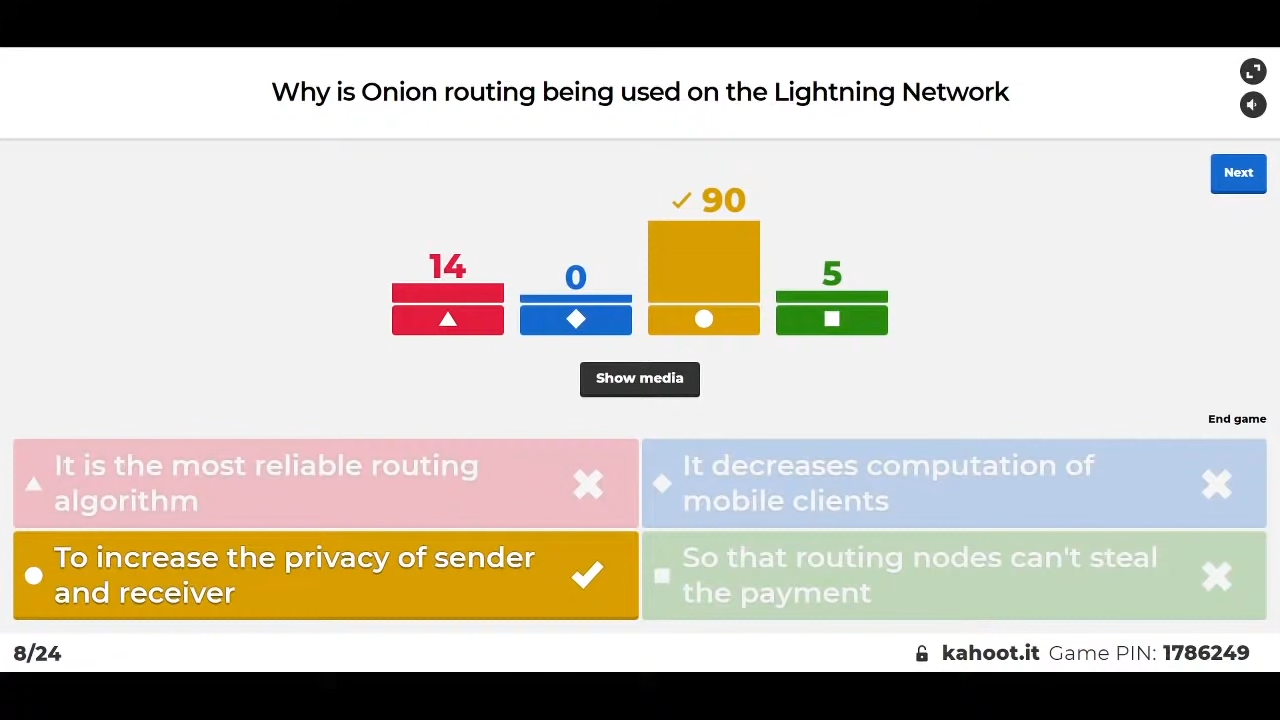 Why is Onion routing being used on the Lightning Network
Next
90
14
0
5
Show media
End game
It is the most reliable routing
algorithm
It decreases computation of
mobile clients
To increase the privacy of sender
and receiver
So that routing nodes can't steal
the payment
8/24
kahoot.it Game PIN: 1786249